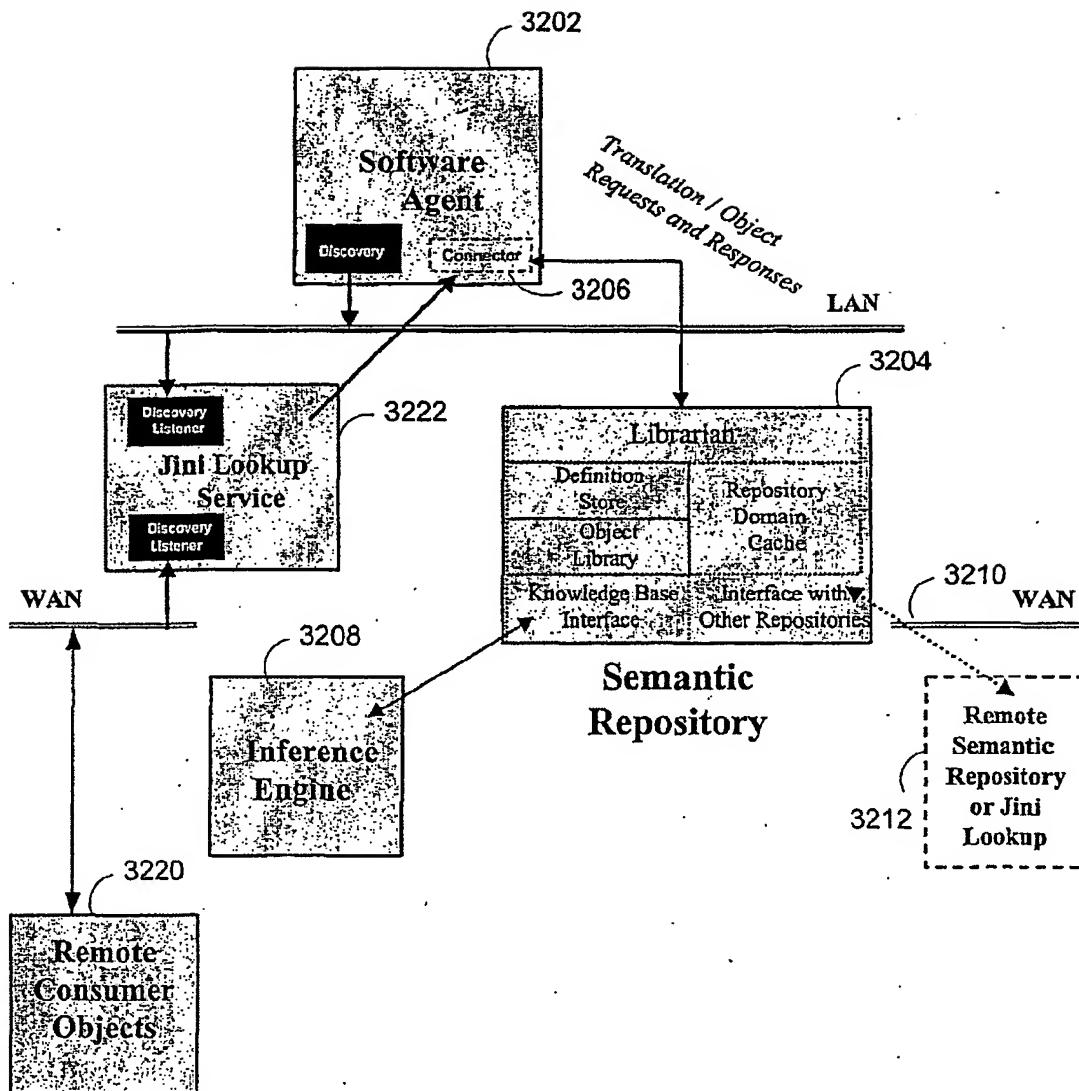 3202
Software
Agent
Discovery
Connector
3206
Translation / Object
Requests and Responses
LAN
3204
Discovery
Listener
3222
Jini Lookup
Service
Discovery
Listener
Librarian
Definition
Store
Object
Library
Repository
Domain
Cache
Knowledge Base
Interface
Interface with
Other Repositories
WAN
3210
WAN
3208
Semantic
Repository
Inference
Engine
Remote
Semantic
Repository
or Jini
Lookup
3212
3220
Remote
Consumer
Objects